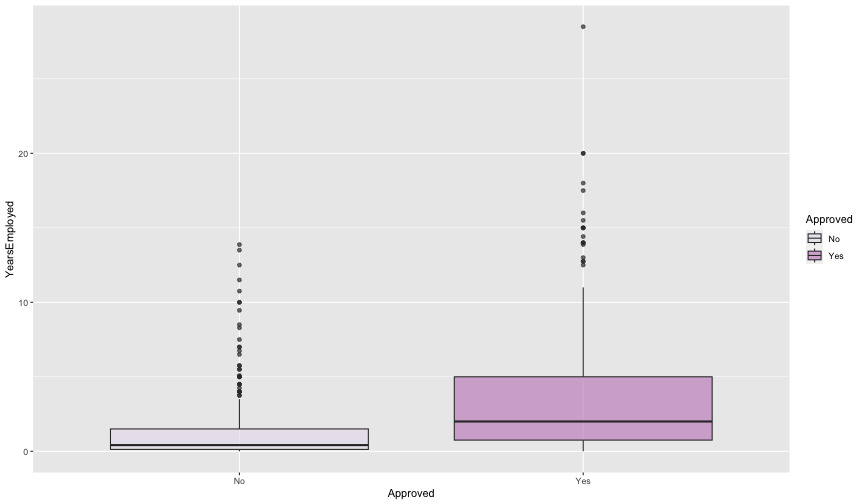 YearsEmployed
20
10
0
No
Yes
Approved
Approved
No
Yes